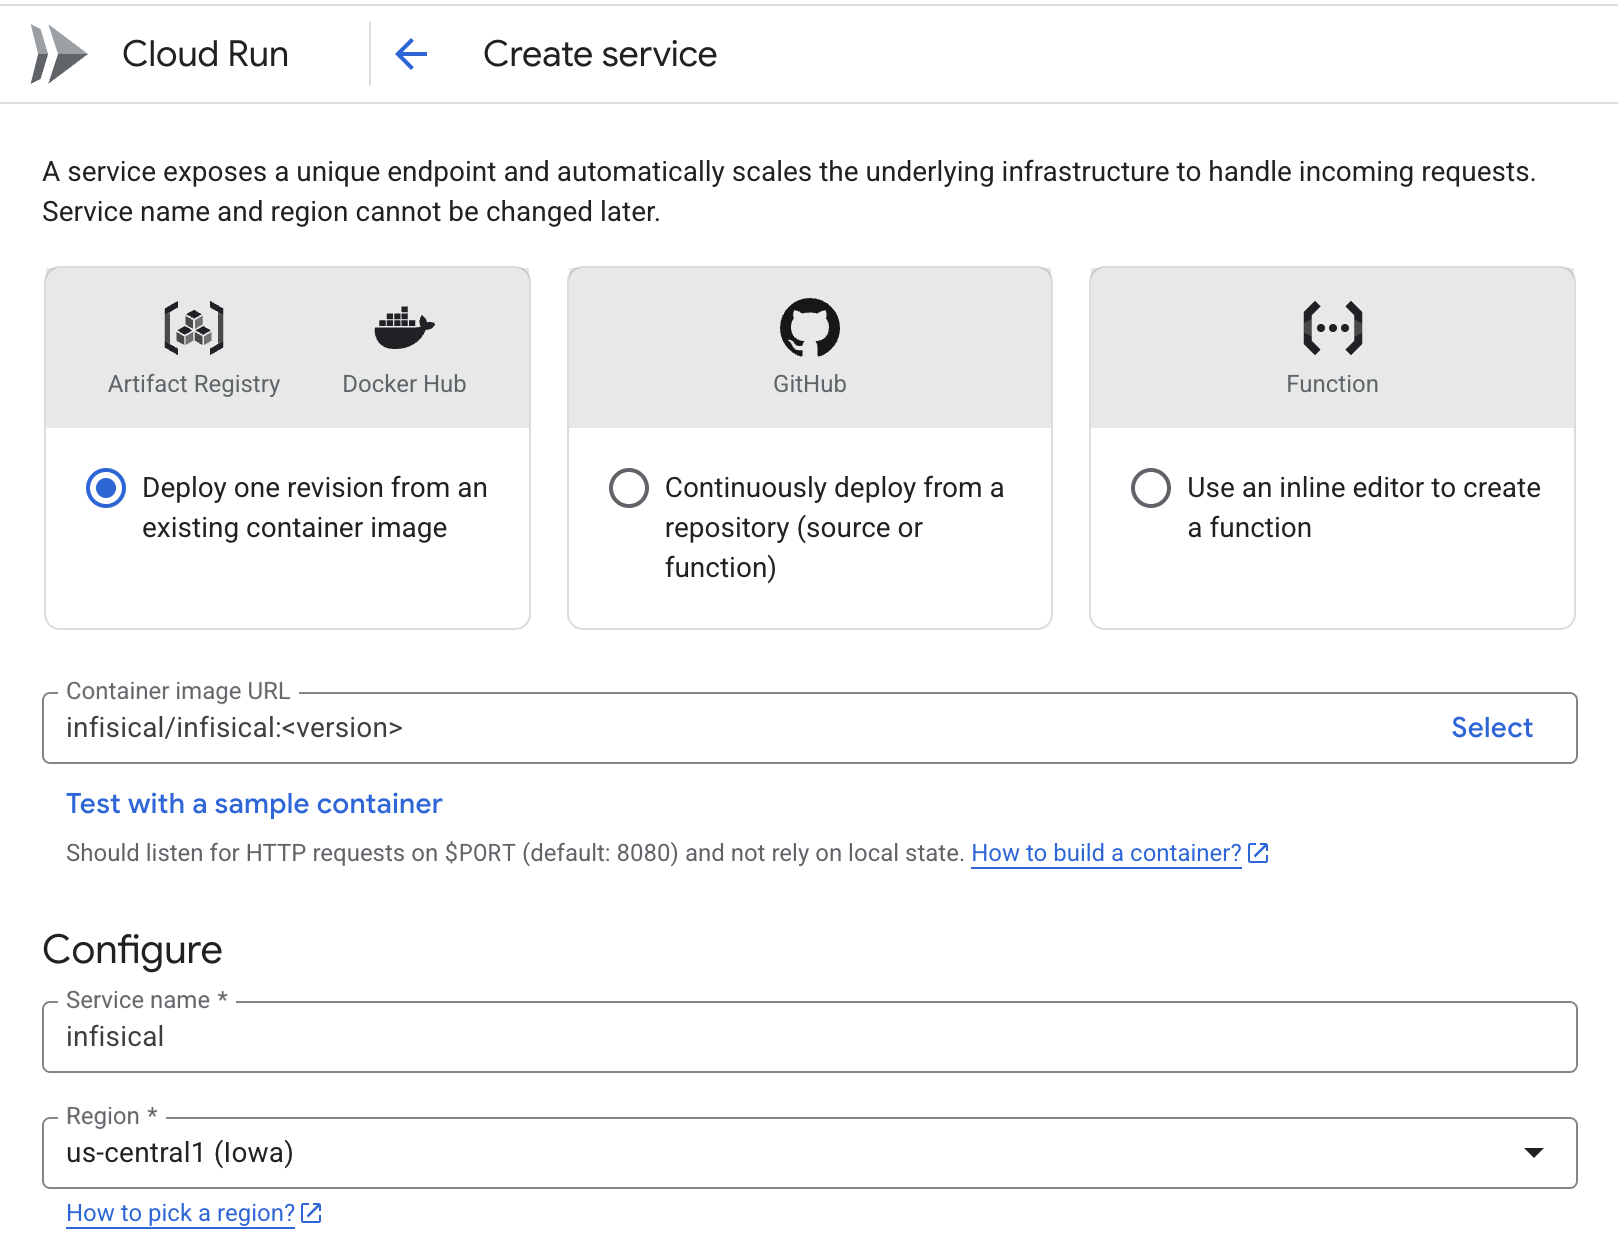 Cloud Run
Create service
A service exposes a unique endpoint and automatically scales the underlying infrastructure to handle incoming requests.
Service name and region cannot be changed later.
Artifact Registry
Docker Hub
GitHub
Function
Deploy one revision from an
existing container image
Continuously deploy from a
repository (source or
function)
Use an inline editor to create
a function
Container image URL
infisical/infisical:<version>
Select
Test with a sample container
Should listen for HTTP requests on $PORT (default: 8080) and not rely on local state. How to build a container?
Configure
Service name *
infisical
Region *
us-central1 (Iowa)
How to pick a region?